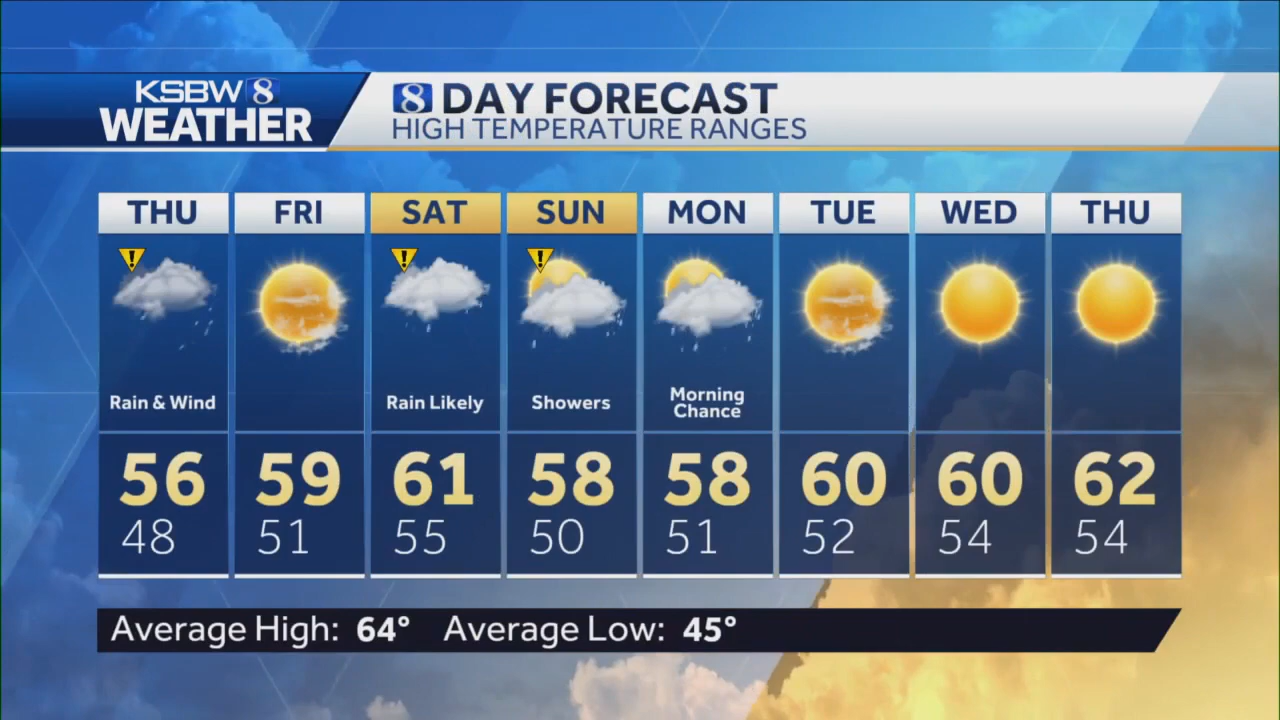 KSBW 8
WEATHER
8 DAY FORECAST
HIGH TEMPERATURE RANGES
THU FRI SAT SUN MON TUE WED THU
! ! !
Rain & Wind Rain Likely Showers Morning
Chance
56 59 61 58 58 60 60 62
48 51 55 50 51 52 54 54
Average High: 64° Average Low: 45°